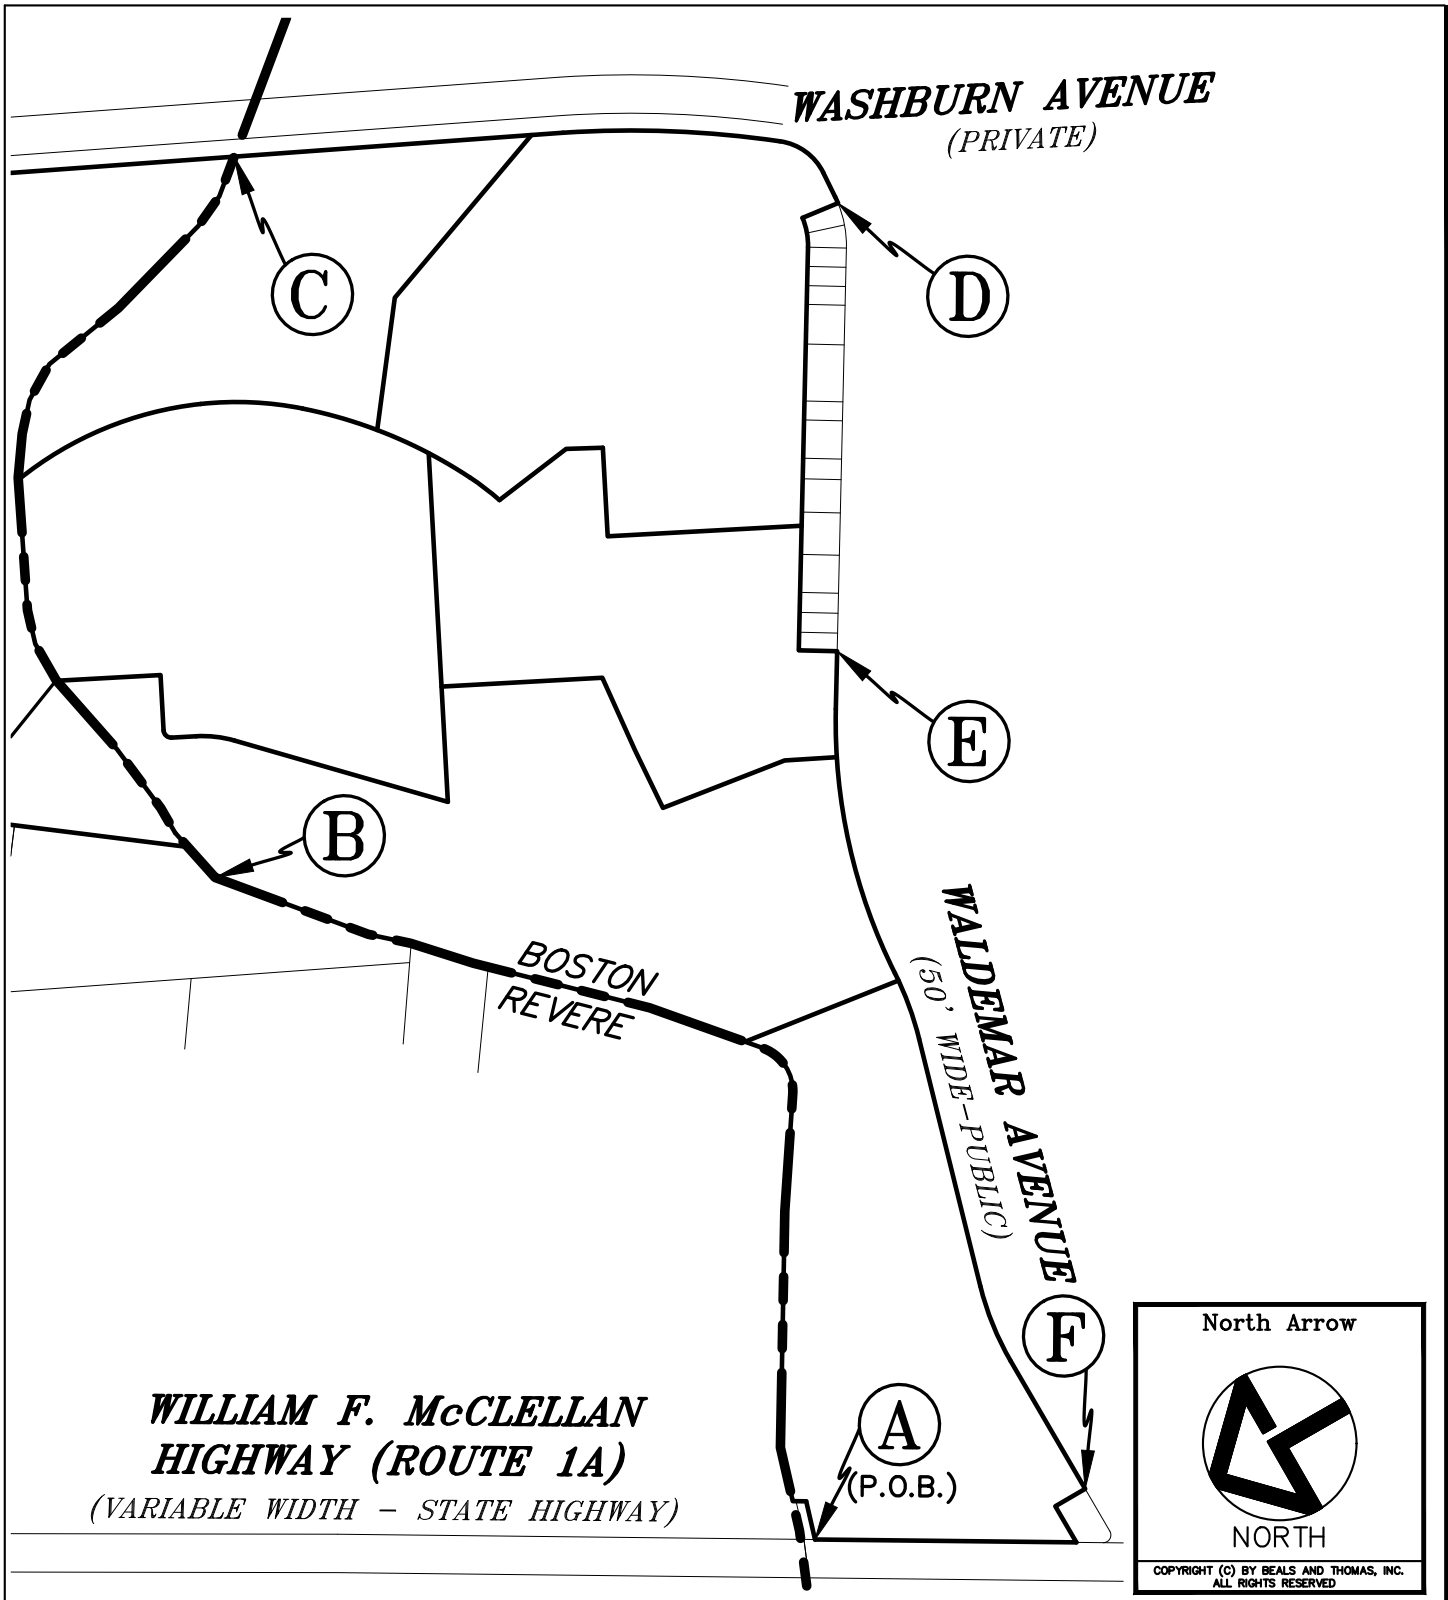 WASHBURN AVENUE
(PRIVATE)
C
D
E
B
BOSTON
REVERE
WALDEMAR AVENUE
(50' WIDE-PUBLIC)
F
A
(P.O.B.)
WILLIAM F. McCLELLAN
HIGHWAY (ROUTE 1A)
(VARIABLE WIDTH - STATE HIGHWAY)
North Arrow
NORTH
COPYRIGHT (C) BY BEALS AND THOMAS, INC.
ALL RIGHTS RESERVED